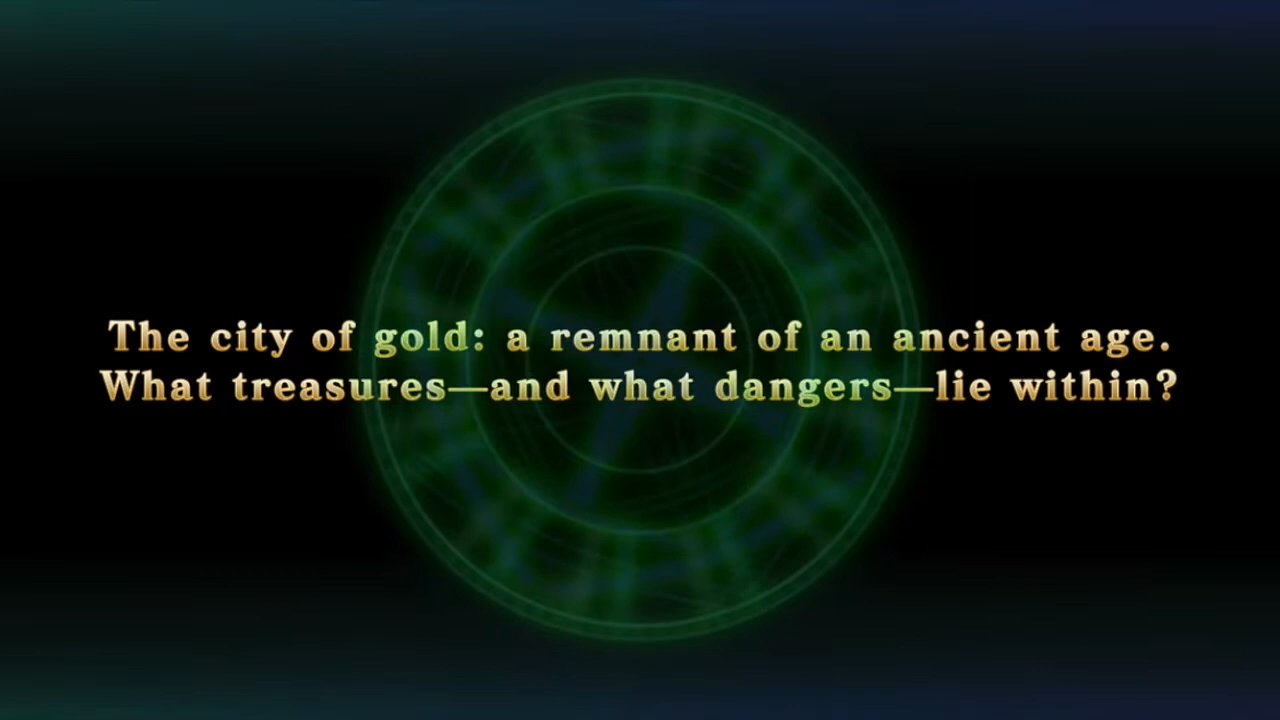 The city of gold: a remnant of an ancient age.
What treasures—and what dangers—lie within?